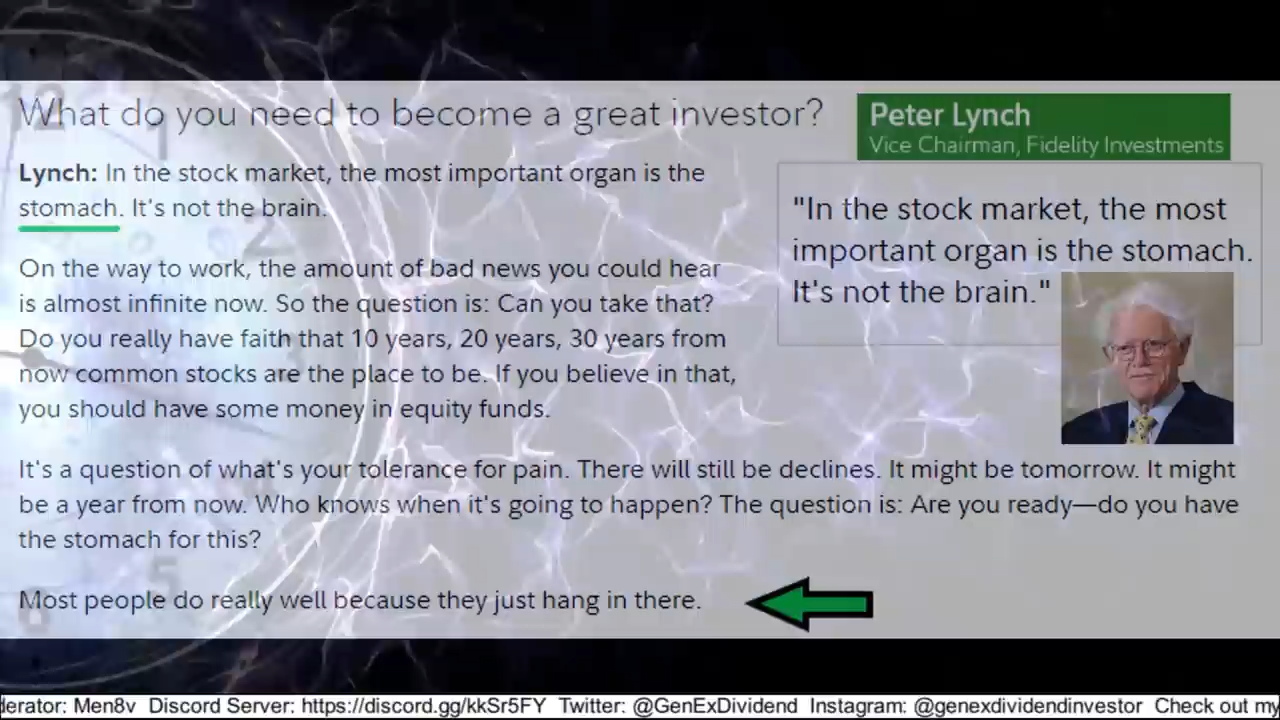 What do you need to become a great investor?
Peter Lynch
Vice Chairman, Fidelity Investments
Lynch: In the stock market, the most important organ is the
stomach. It's not the brain.
On the way to work, the amount of bad news you could hear
is almost infinite now. So the question is: Can you take that?
Do you really have faith that 10 years, 20 years, 30 years from
now common stocks are the place to be. If you believe in that,
you should have some money in equity funds.
"In the stock market, the most
important organ is the stomach.
It's not the brain."
It's a question of what's your tolerance for pain. There will still be declines. It might be tomorrow. It might
be a year from now. Who knows when it's going to happen? The question is: Are you ready—do you have
the stomach for this?
Most people do really well because they just hang in there.
12
1
2
5
6
derator: Men8v Discord Server: https://discord.gg/kkSr5FY Twitter: @GenExDividend Instagram: @genexdividendinvestor Check out my